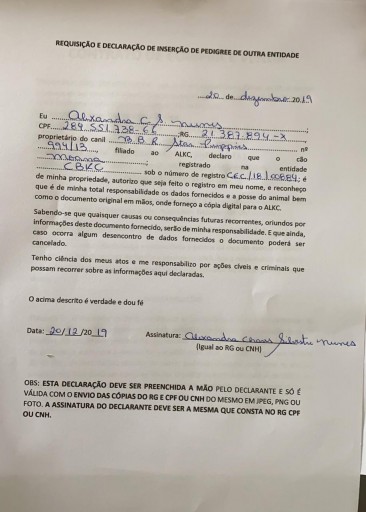 REQUISIÇÃO E DECLARAÇÃO DE INSERÇÃO DE PEDIGREE DE OUTRA ENTIDADE
20 de dezembro 2019
Eu Alexandra C. S. nunes,
CPF 289.551.738-66 ;RG 21.387.894-x,
proprietário do canil B.B.R. Star Pimpóns nº
994/13, filiado ao ALKC, declaro que o cão
Morana; registrado na entidade
CBKC sob o número de registro CEC/18/00884; é
de minha propriedade, autorizo que seja feito o registro em meu nome, e reconheço
que é de minha total responsabilidade os dados fornecidos e a posse do animal bem
como o documento original em mãos, onde forneço a cópia digital para o ALKC.
Sabendo-se que quaisquer causas ou consequências futuras recorrentes, oriundos por
informações deste documento fornecido, serão de minha responsabilidade. E que ainda,
caso ocorra algum desencontro de dados fornecidos o documento poderá ser
cancelado.
Tenho ciência dos meus atos e me responsabilizo por ações cíveis e criminais que
possam recorrer sobre as informações aqui declaradas.
O acima descrito é verdade e dou fé
Data: 20/12/2019 Assinatura: Alexandra Nunes
(Igual ao RG ou CNH)
OBS: ESTA DECLARAÇÃO DEVE SER PREENCHIDA A MÃO PELO DECLARANTE E SÓ É
VÁLIDA COM O ENVIO DAS CÓPIAS DO RG E CPF OU CNH DO MESMO EM JPEG, PNG OU
FOTO. A ASSINATURA DO DECLARANTE DEVE SER A MESMA QUE CONSTA NO RG CPF
OU CNH.